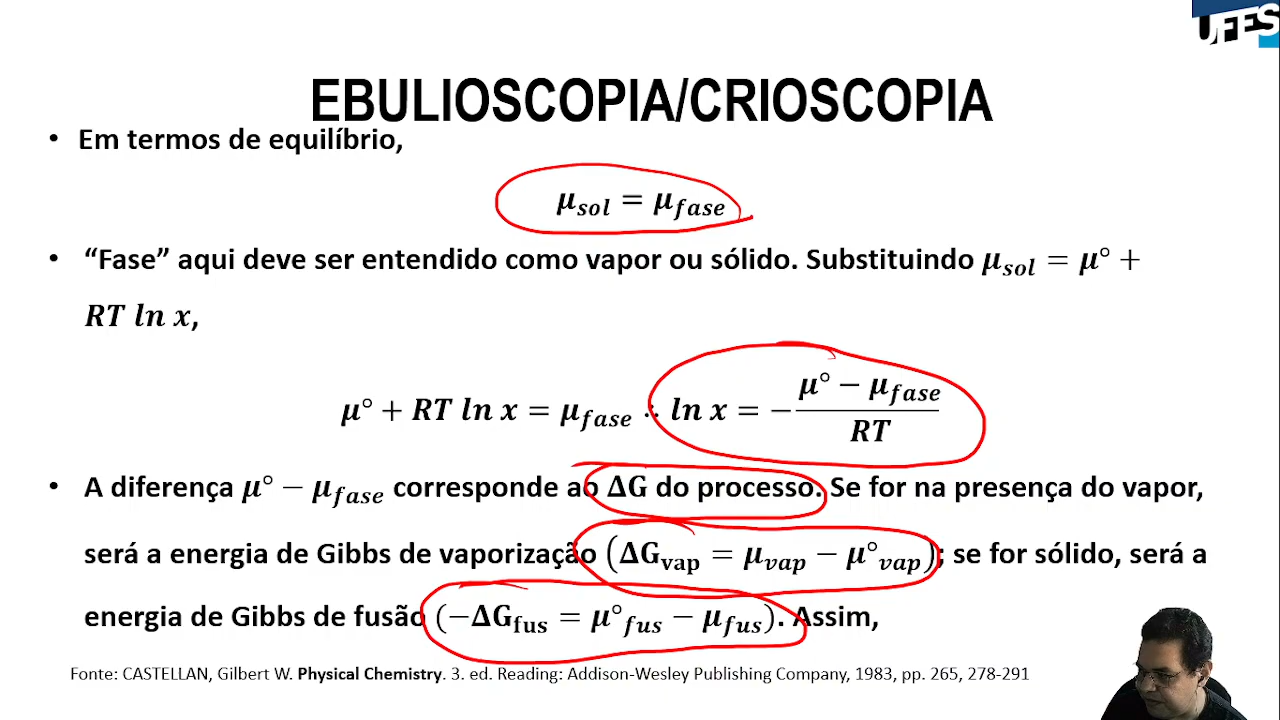 UFES
EBULIOSCOPIA/CRIOSCOPIA
• Em termos de equilíbrio,
μ_sol = μ_fase
• “Fase” aqui deve ser entendido como vapor ou sólido. Substituindo μ_sol = μ° +
RT ln x,
μ° + RT ln x = μ_fase ∴ ln x = − (μ° − μ_fase)/RT
• A diferença μ° − μ_fase corresponde ao ΔG do processo. Se for na presença do vapor,
será a energia de Gibbs de vaporização (ΔG_vap = μ_vap − μ°_vap); se for sólido, será a
energia de Gibbs de fusão (−ΔG_fus = μ°_fus − μ_fus). Assim,
Fonte: CASTELLAN, Gilbert W. Physical Chemistry. 3. ed. Reading: Addison-Wesley Publishing Company, 1983, pp. 265, 278-291